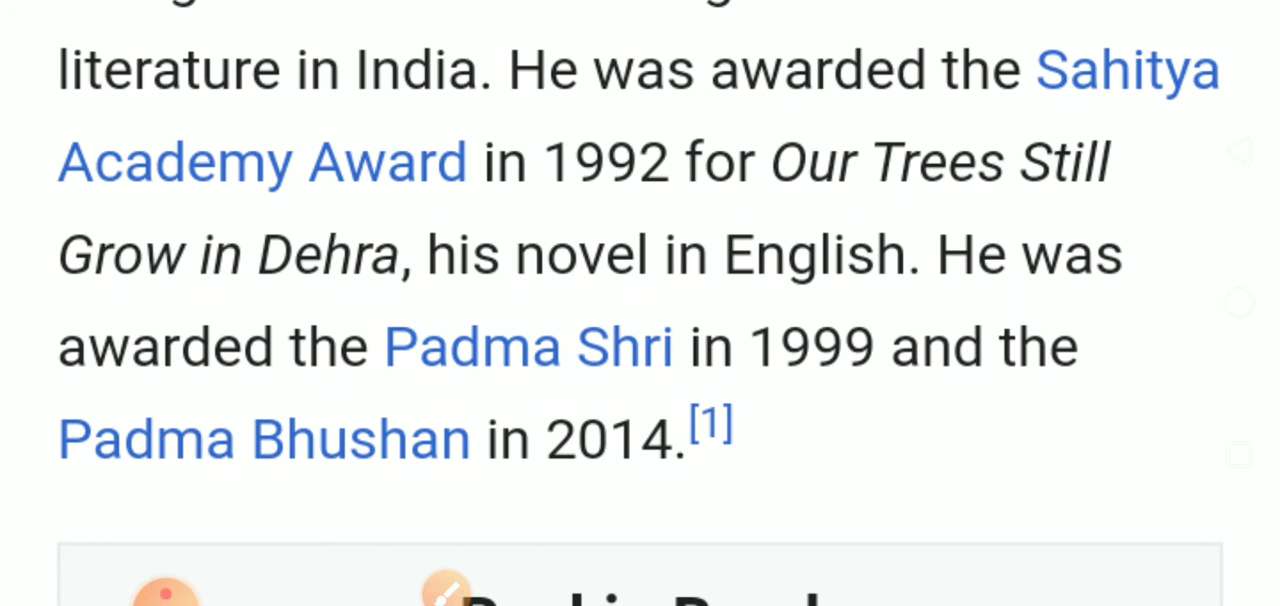 literature in India. He was awarded the Sahitya
Academy Award in 1992 for Our Trees Still
Grow in Dehra, his novel in English. He was
awarded the Padma Shri in 1999 and the
Padma Bhushan in 2014.[1]